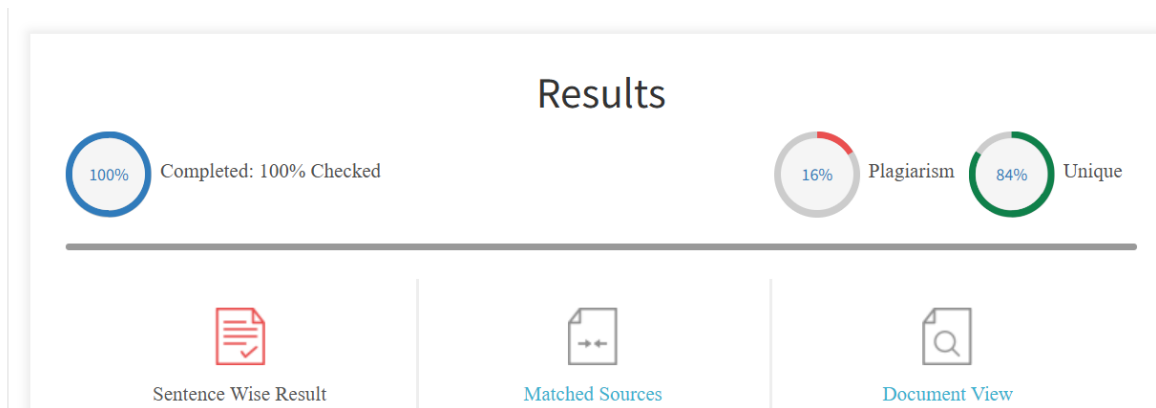 Results
100% Completed: 100% Checked 16% Plagiarism 84% Unique
Sentence Wise Result Matched Sources Document View